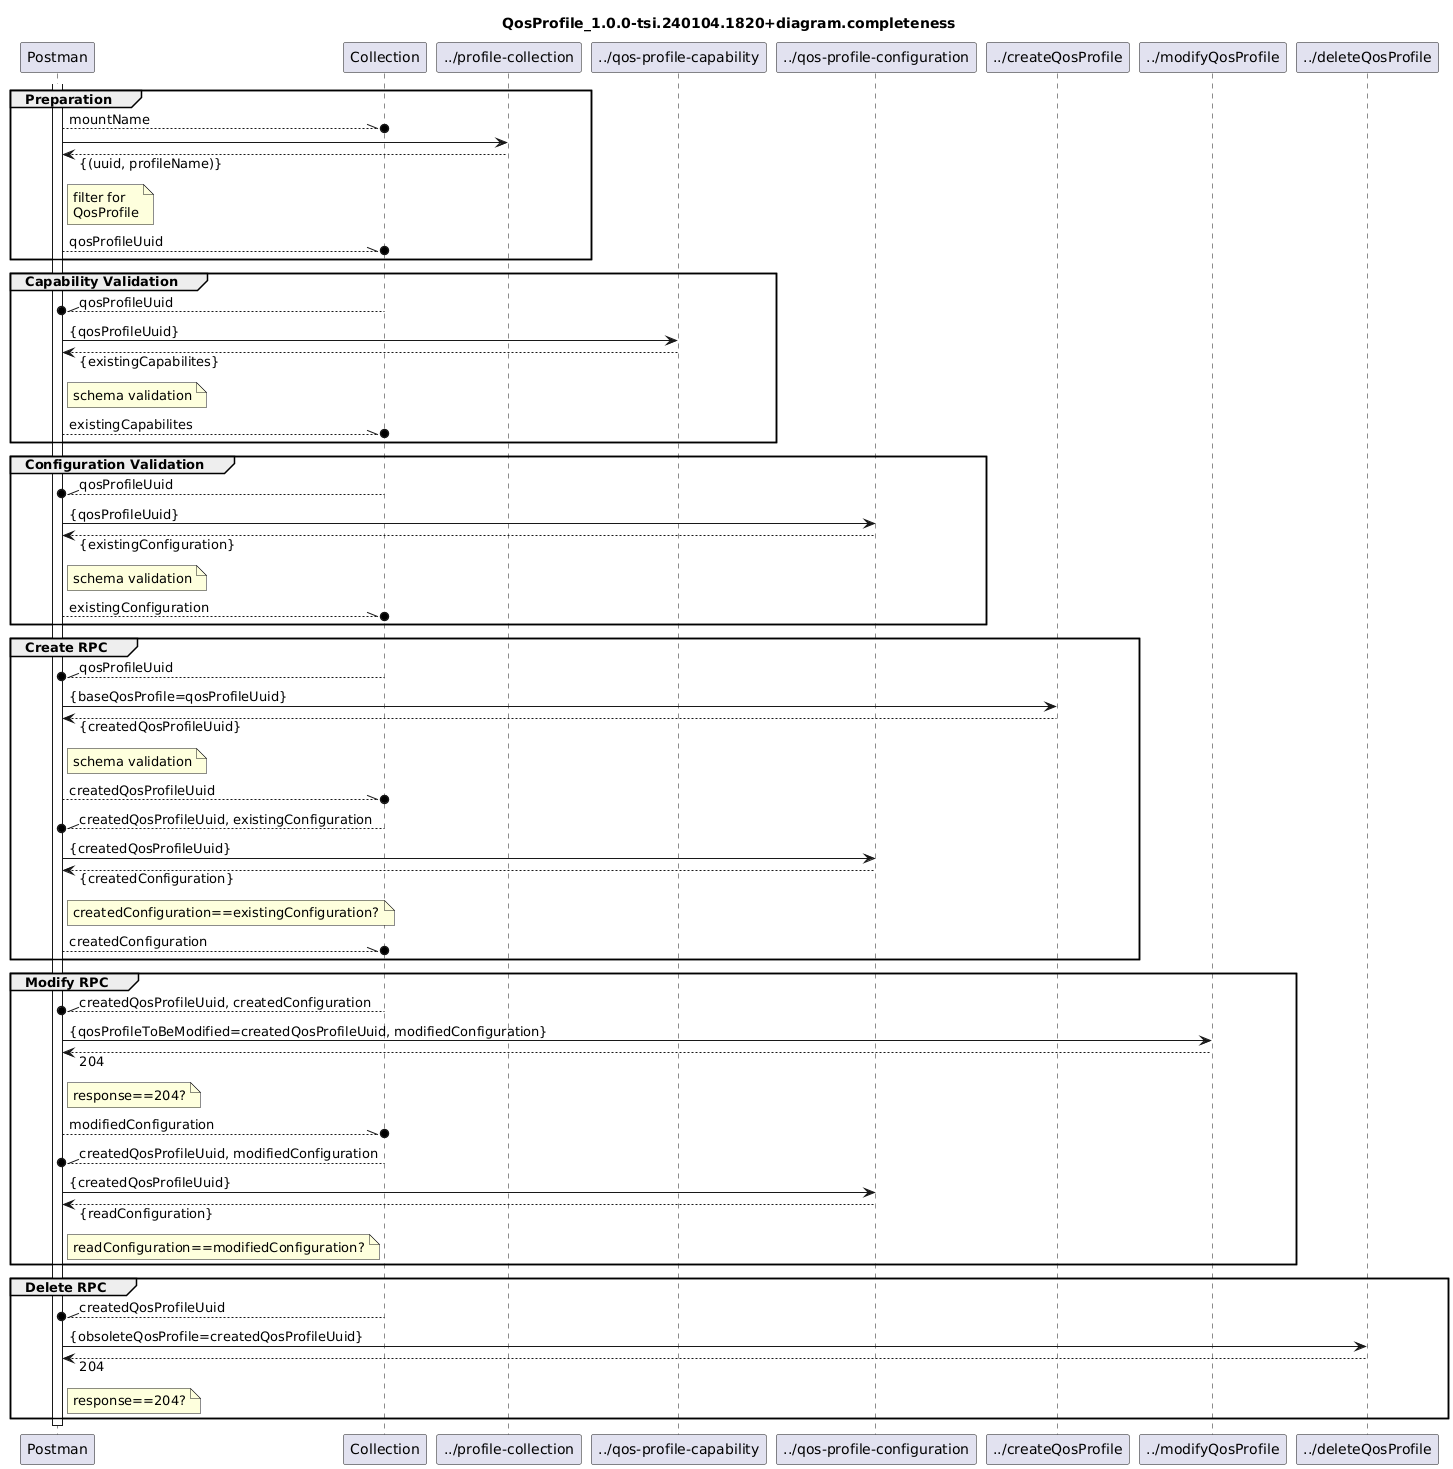 QosProfile_1.0.0-tsi.240104.1820+diagram.completeness
Postman
Collection
../profile-collection
../qos-profile-capability
../qos-profile-configuration
../createQosProfile
../modifyQosProfile
../deleteQosProfile
Preparation
mountName
{(uuid, profileName)}
filter for
QosProfile
qosProfileUuid
Capability Validation
qosProfileUuid
{qosProfileUuid}
{existingCapabilites}
schema validation
existingCapabilites
Configuration Validation
qosProfileUuid
{qosProfileUuid}
{existingConfiguration}
schema validation
existingConfiguration
Create RPC
qosProfileUuid
{baseQosProfile=qosProfileUuid}
{createdQosProfileUuid}
schema validation
createdQosProfileUuid
createdQosProfileUuid, existingConfiguration
{createdQosProfileUuid}
{createdConfiguration}
createdConfiguration==existingConfiguration?
createdConfiguration
Modify RPC
createdQosProfileUuid, createdConfiguration
{qosProfileToBeModified=createdQosProfileUuid, modifiedConfiguration}
204
response==204?
modifiedConfiguration
createdQosProfileUuid, modifiedConfiguration
{createdQosProfileUuid}
{readConfiguration}
readConfiguration==modifiedConfiguration?
Delete RPC
createdQosProfileUuid
{obsoleteQosProfile=createdQosProfileUuid}
204
response==204?
Postman
Collection
../profile-collection
../qos-profile-capability
../qos-profile-configuration
../createQosProfile
../modifyQosProfile
../deleteQosProfile